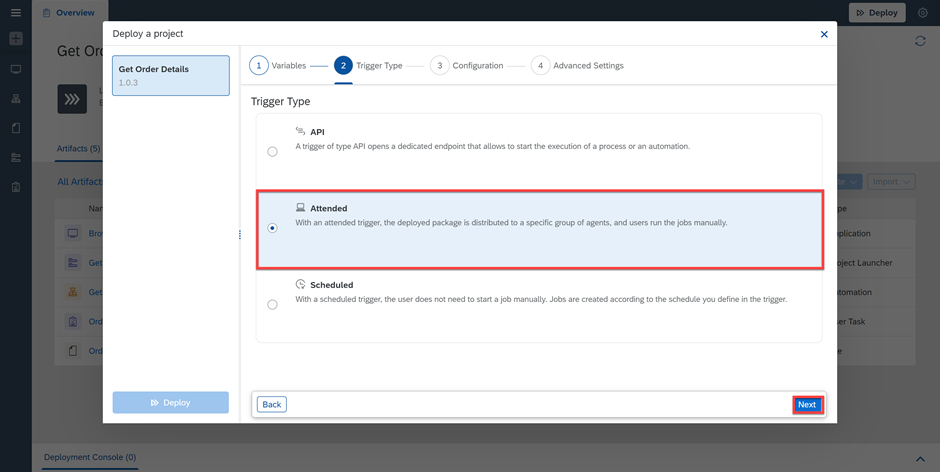 Overview
Deploy
Get Or
Deploy a project
Get Order Details
1.0.3
1 Variables 2 Trigger Type 3 Configuration 4 Advanced Settings
Trigger Type
API
A trigger of type API opens a dedicated endpoint that allows to start the execution of a process or an automation.
Attended
With an attended trigger, the deployed package is distributed to a specific group of agents, and users run the jobs manually.
Scheduled
With a scheduled trigger, the user does not need to start a job manually. Jobs are created according to the schedule you define in the trigger.
Artifacts (5)
All Artifacts
Import
Nam
Bro
Get
Get
Ord
Ord
pe
plication
oject Launcher
tomation
er Task
Deploy
Back
Next
Deployment Console (0)